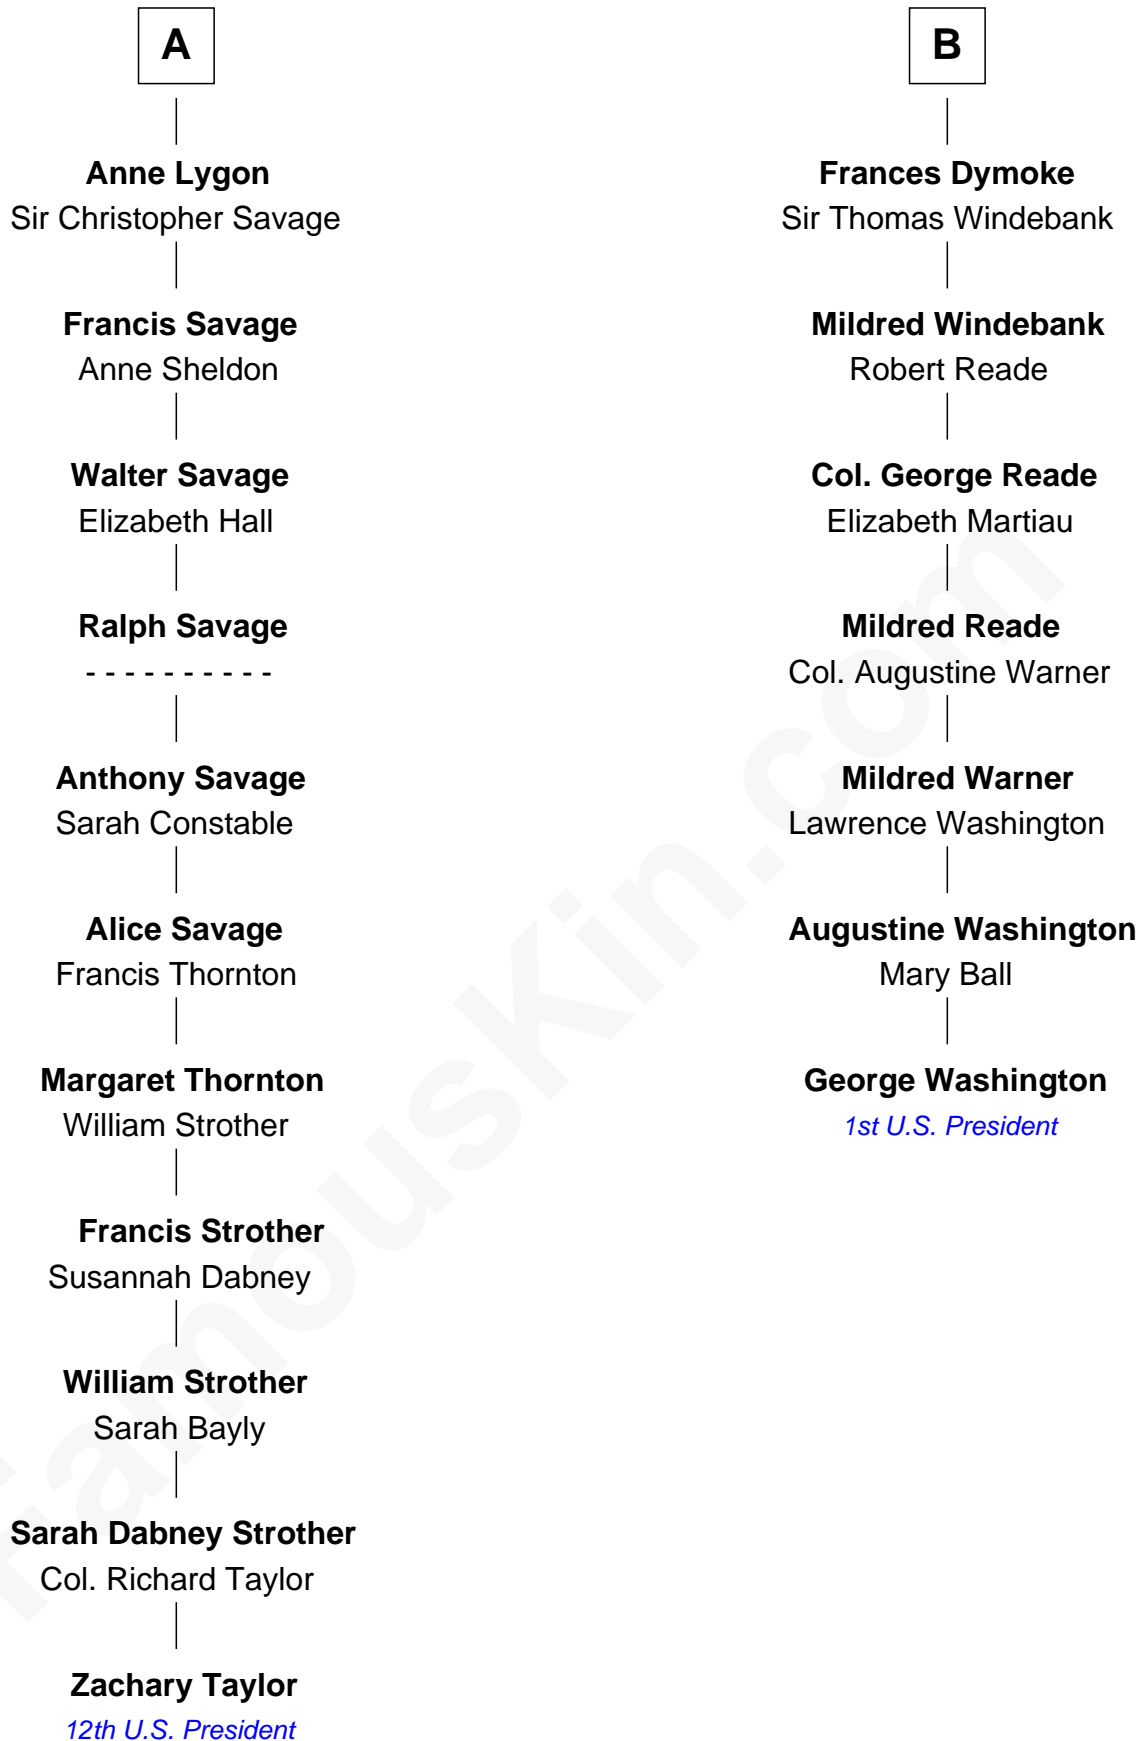 A
Anne Lygon
Sir Christopher Savage
Francis Savage
Anne Sheldon
Walter Savage
Elizabeth Hall
Ralph Savage
- - - - - - - - - -
Anthony Savage
Sarah Constable
Alice Savage
Francis Thornton
Margaret Thornton
William Strother
Francis Strother
Susannah Dabney
William Strother
Sarah Bayly
Sarah Dabney Strother
Col. Richard Taylor
Zachary Taylor
12th U.S. President
B
Frances Dymoke
Sir Thomas Windebank
Mildred Windebank
Robert Reade
Col. George Reade
Elizabeth Martiau
Mildred Reade
Col. Augustine Warner
Mildred Warner
Lawrence Washington
Augustine Washington
Mary Ball
George Washington
1st U.S. President
FamousKin.com